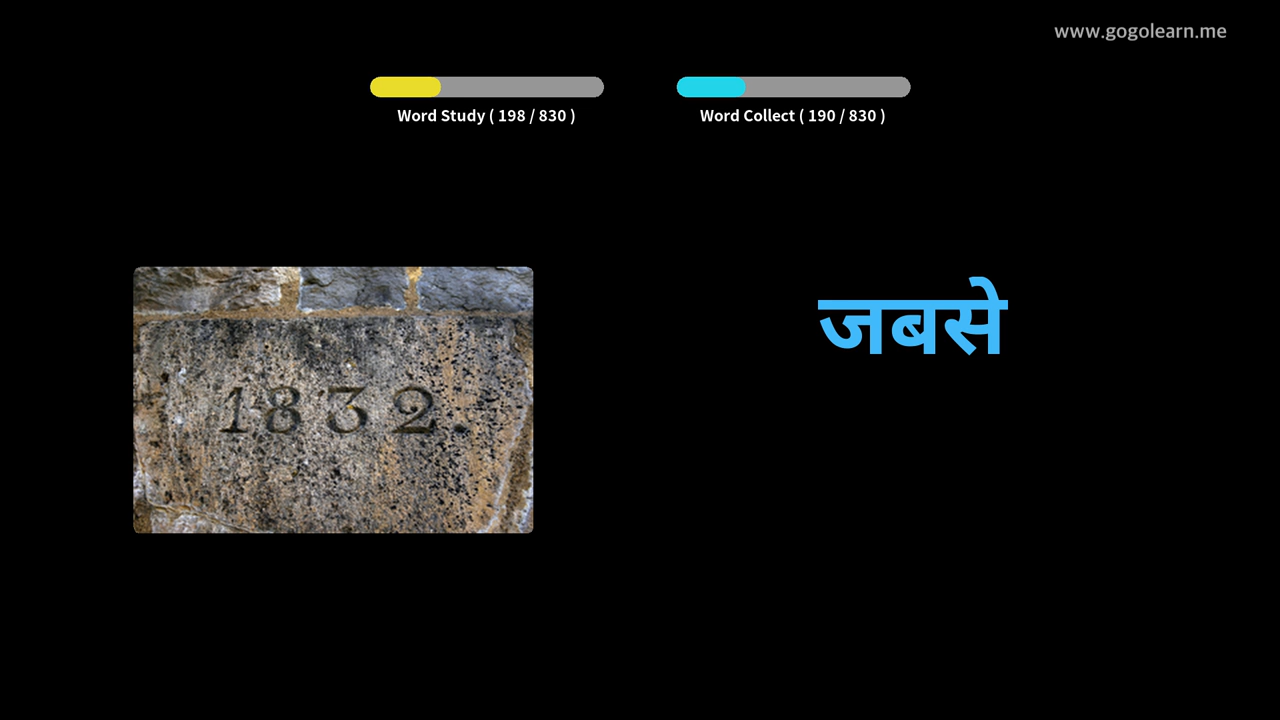 www.gogolearn.me
Word Study ( 198 / 830 )
Word Collect ( 190 / 830 )
जबसे
1832.